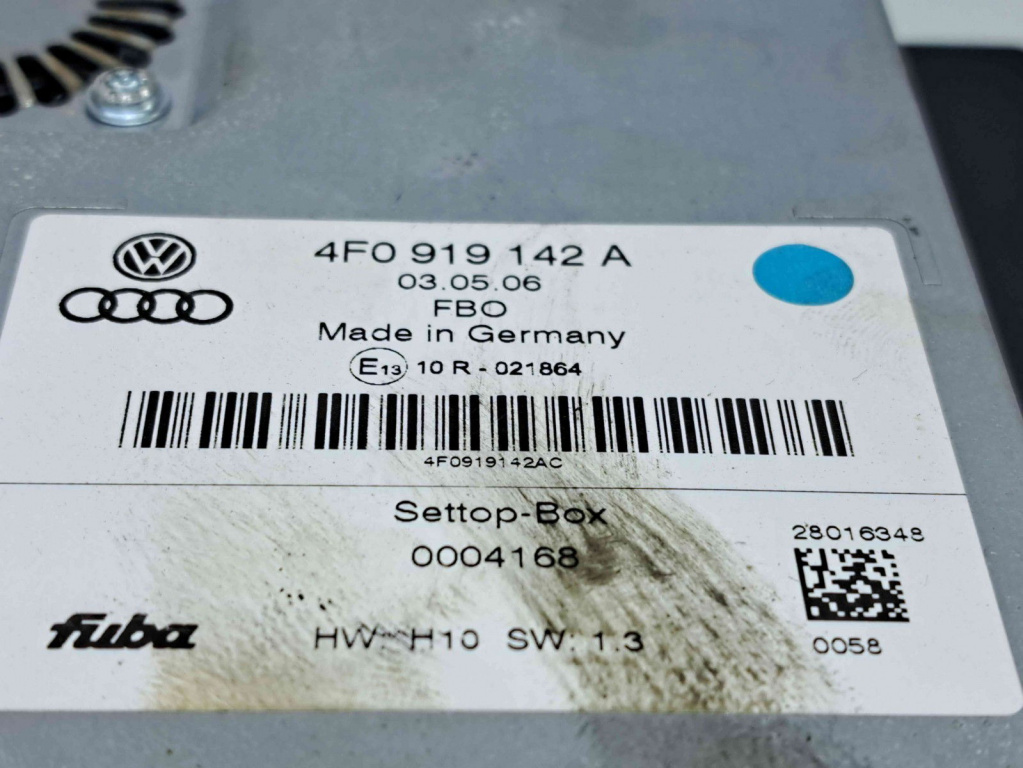 4F0 919 142 A
03.05.06
FBO
Made in Germany
E13 10 R - 021864
4F0919142AC
Settop-Box
0004168
28016348
fuba
HW: H10 SW: 1.3
0058